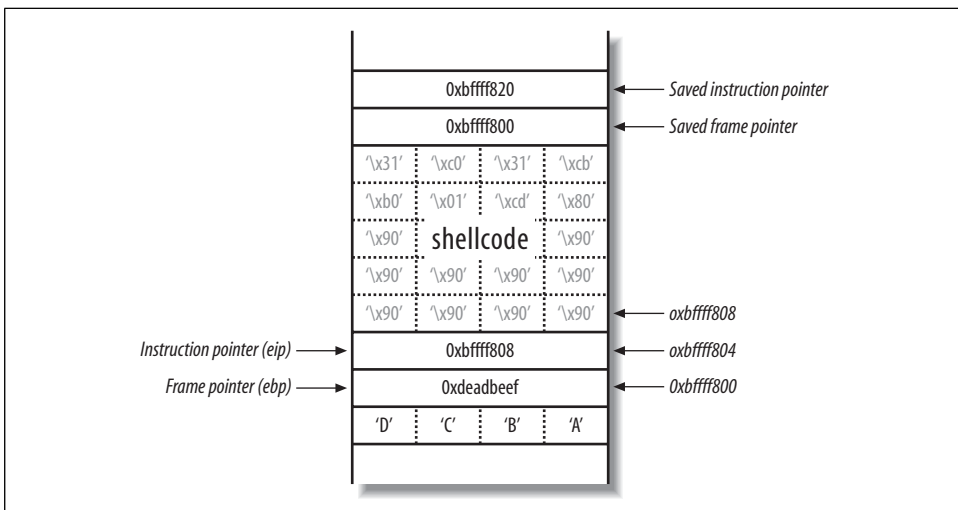 0xbffff820 Saved instruction pointer
0xbffff800 Saved frame pointer
'\x31' '\xc0' '\x31' '\xcb'
'\xb0' '\x01' '\xcd' '\x80'
'\x90' shellcode '\x90'
'\x90' '\x90' '\x90' '\x90'
'\x90' '\x90' '\x90' '\x90' oxbffff808
Instruction pointer (eip) 0xbffff808 oxbffff804
Frame pointer (ebp) 0xdeadbeef 0xbffff800
'D' 'C' 'B' 'A'